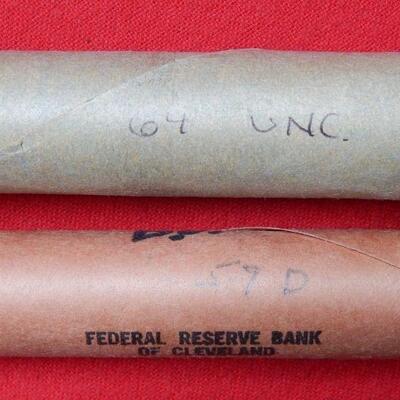 64 UNC.
57 D
FEDERAL RESERVE BANK
OF CLEVELAND